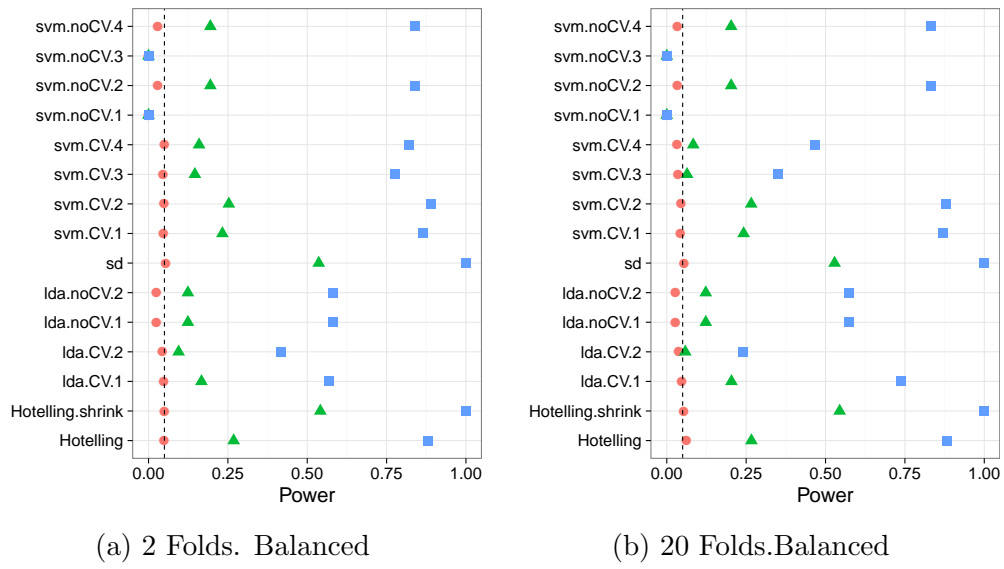 svm.noCV.4
svm.noCV.3
svm.noCV.2
svm.noCV.1
svm.CV.4
svm.CV.3
svm.CV.2
svm.CV.1
sd
lda.noCV.2
lda.noCV.1
lda.CV.2
lda.CV.1
Hotelling.shrink
Hotelling
0.00 0.25 0.50 0.75 1.00
Power
(a) 2 Folds. Balanced
svm.noCV.4
svm.noCV.3
svm.noCV.2
svm.noCV.1
svm.CV.4
svm.CV.3
svm.CV.2
svm.CV.1
sd
lda.noCV.2
lda.noCV.1
lda.CV.2
lda.CV.1
Hotelling.shrink
Hotelling
0.00 0.25 0.50 0.75 1.00
Power
(b) 20 Folds.Balanced